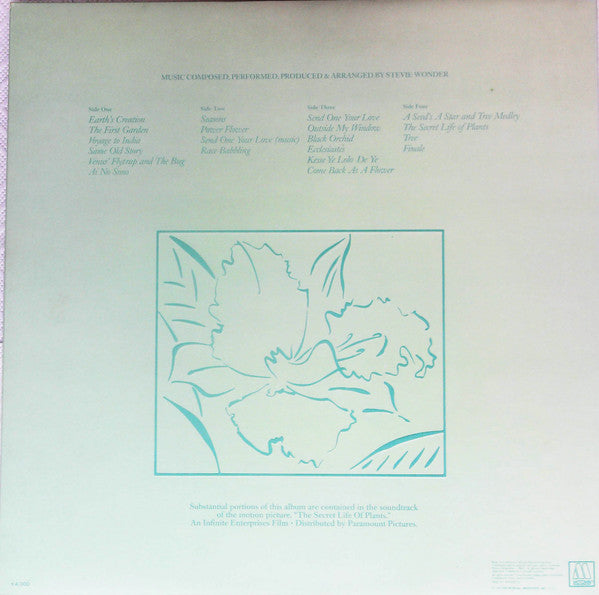 MUSIC COMPOSED, PERFORMED, PRODUCED & ARRANGED BY STEVIE WONDER
Side One
Earth's Creation
The First Garden
Voyage to India
Same Old Story
Venus' Flytrap and The Bug
Ai No Sono
Side Two
Seasons
Power Flower
Send One Your Love (music)
Race Babbling
Side Three
Send One Your Love
Outside My Window
Black Orchid
Ecclesiastes
Kesse Ye Lolo De Ye
Come Back As A Flower
Side Four
A Seed's A Star and Tree Medley
The Secret Life of Plants
Tree
Finale
Substantial portions of this album are contained in the soundtrack
of the motion picture, "The Secret Life Of Plants."
An Infinite Enterprises Film · Distributed by Paramount Pictures.
¥4,000